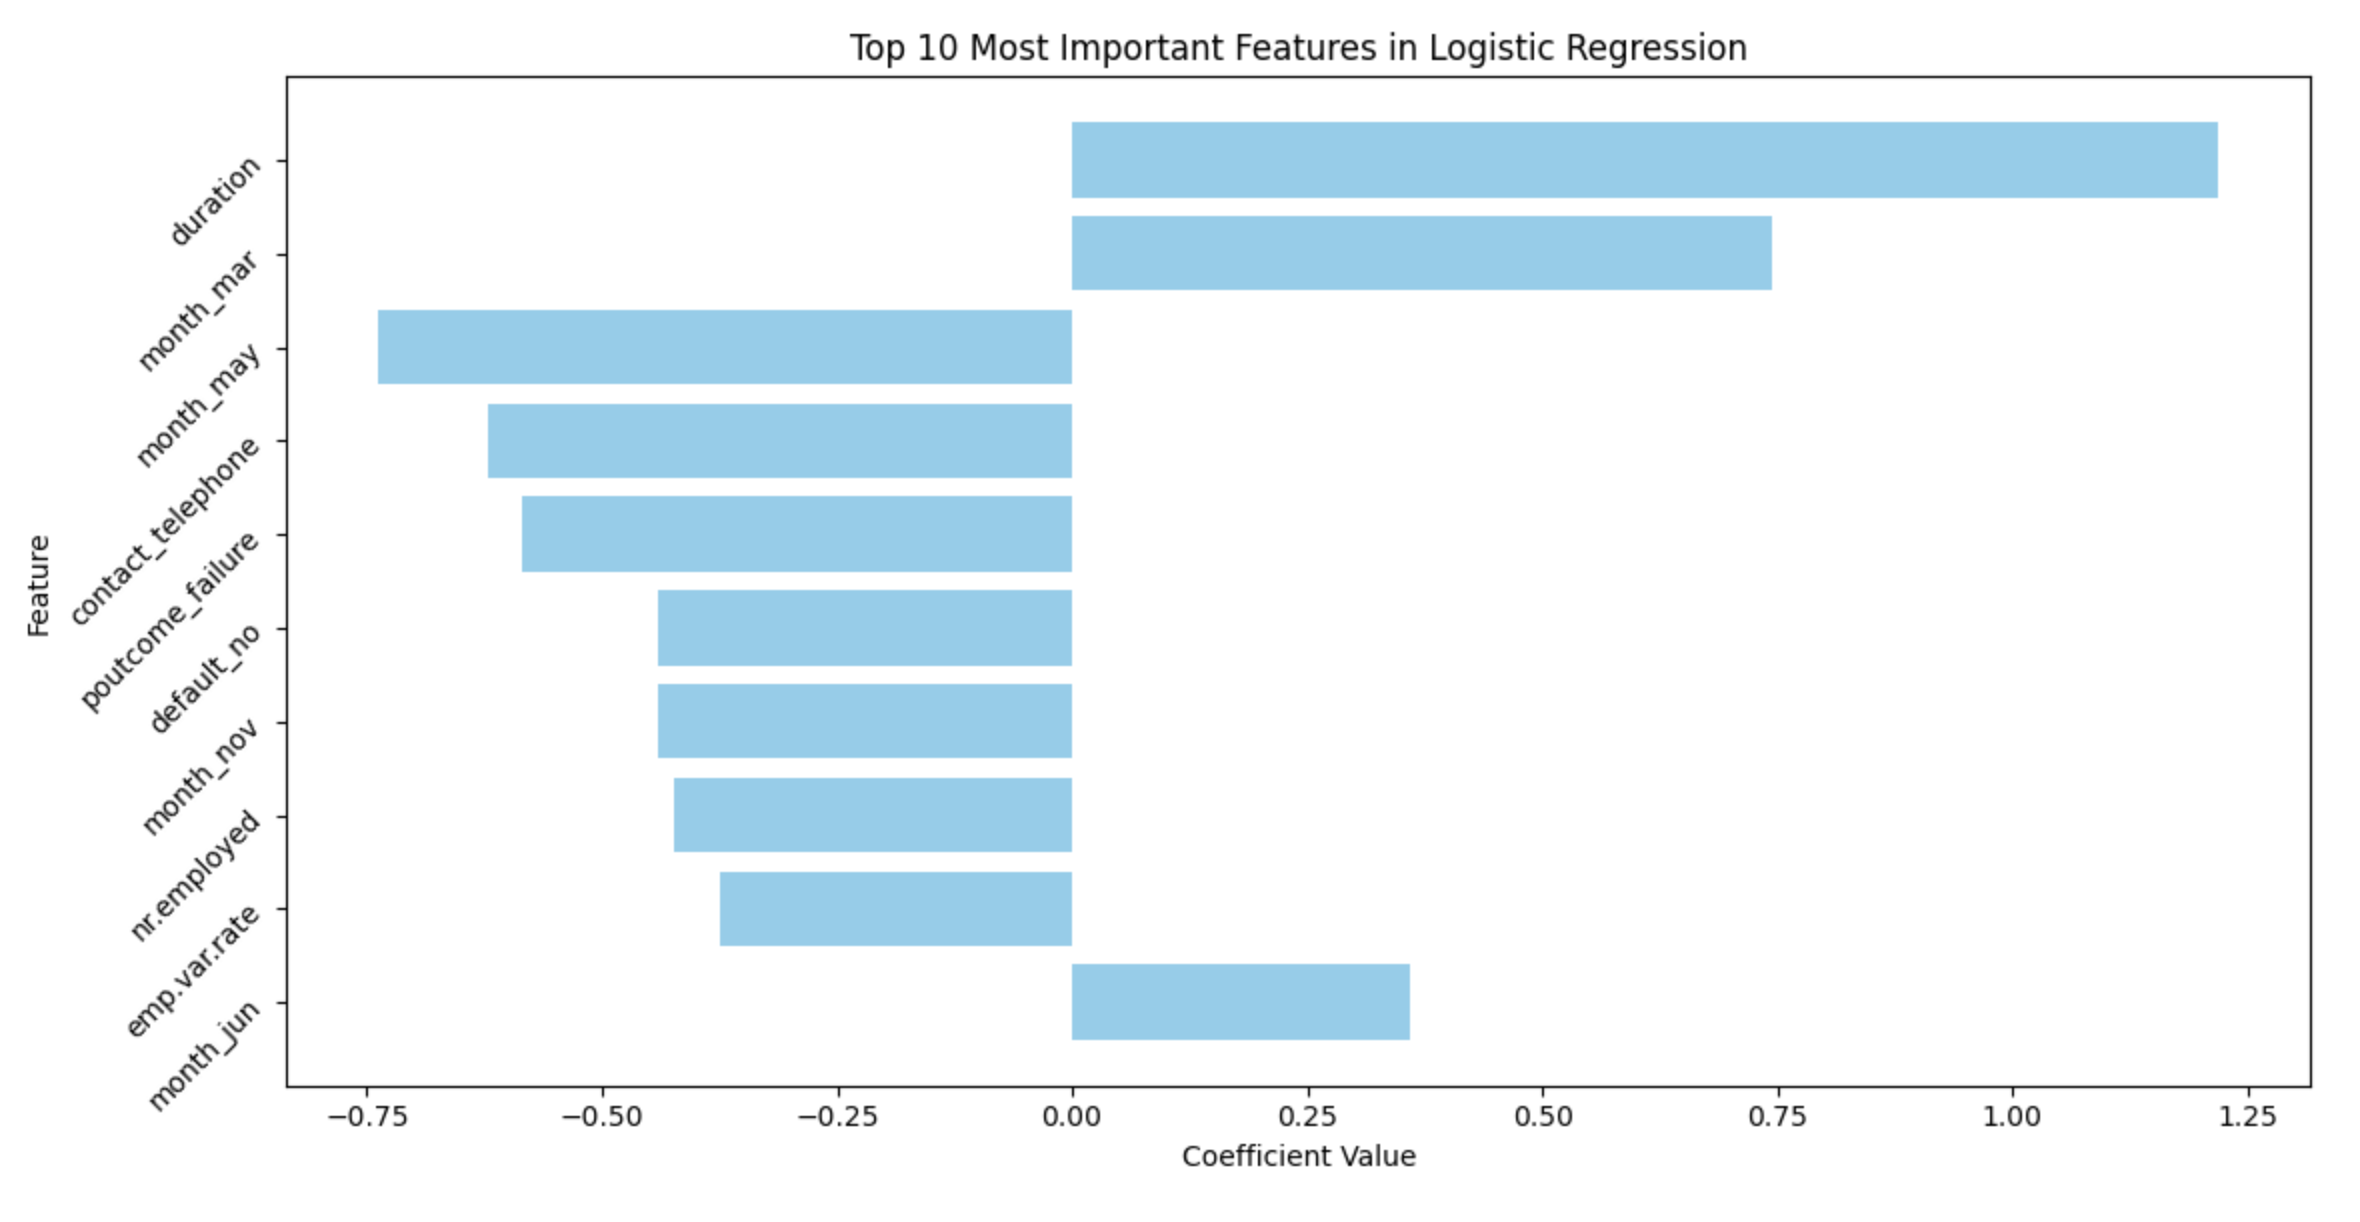 Top 10 Most Important Features in Logistic Regression
Feature
duration
month_mar
month_may
contact_telephone
poutcome_failure
default_no
month_nov
nr.employed
emp.var.rate
month_jun
−0.75 −0.50 −0.25 0.00 0.25 0.50 0.75 1.00 1.25
Coefficient Value